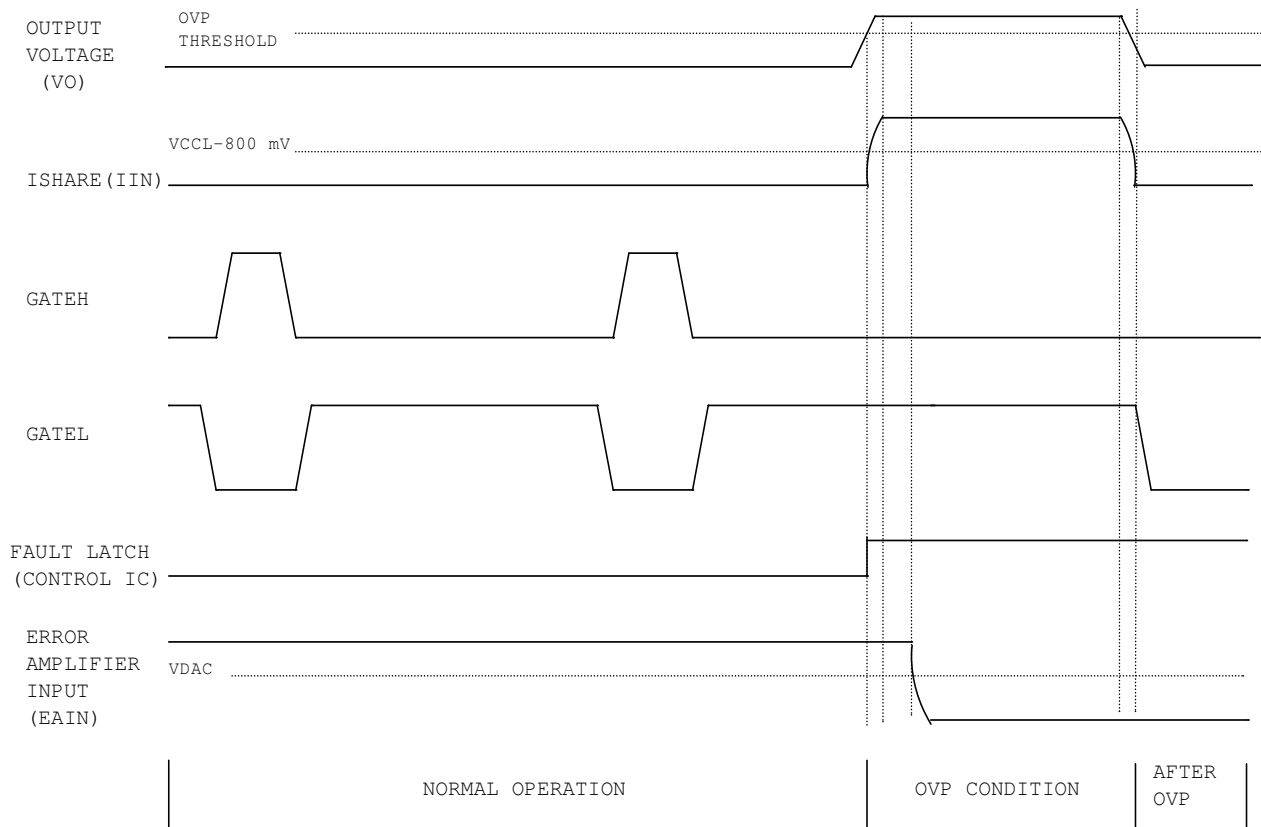 OUTPUT
VOLTAGE
(VO)
OVP
THRESHOLD
VCCL-800 mV
ISHARE(IIN)
GATEH
GATEL
FAULT LATCH
(CONTROL IC)
ERROR
AMPLIFIER
INPUT
(EAIN)
VDAC
NORMAL OPERATION
OVP CONDITION
AFTER
OVP